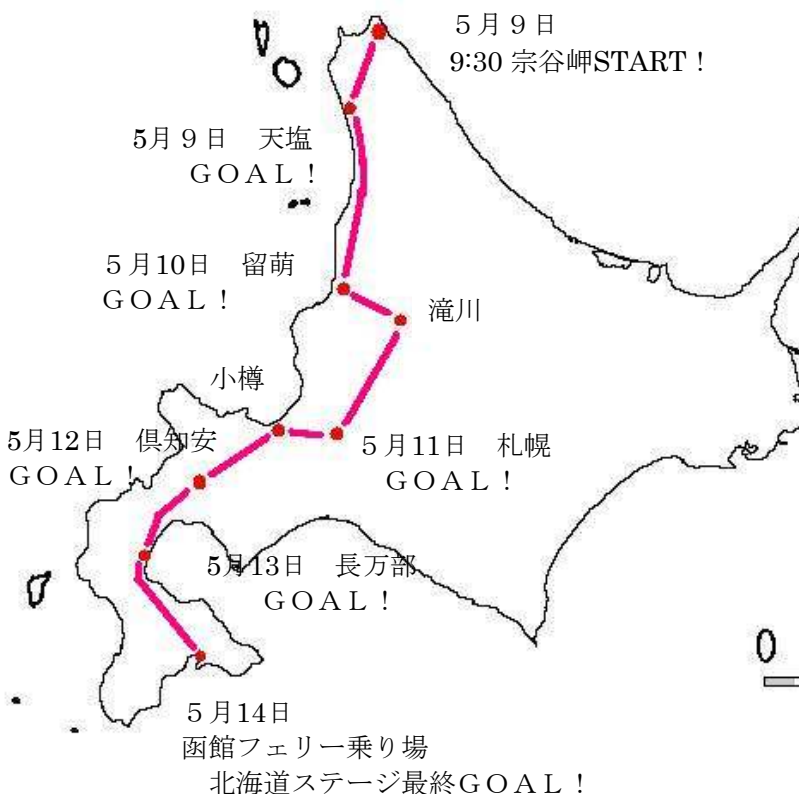 ５月９日
9:30 宗谷岬START！
5月９日　天塩
ＧＯＡＬ！
５月10日　留萌
ＧＯＡＬ！
滝川
小樽
5月12日　倶知安
ＧＯＡＬ！
５月11日　札幌
ＧＯＡＬ！
5月13日　長万部
ＧＯＡＬ！
５月14日
函館フェリー乗り場
北海道ステージ最終ＧＯＡＬ！